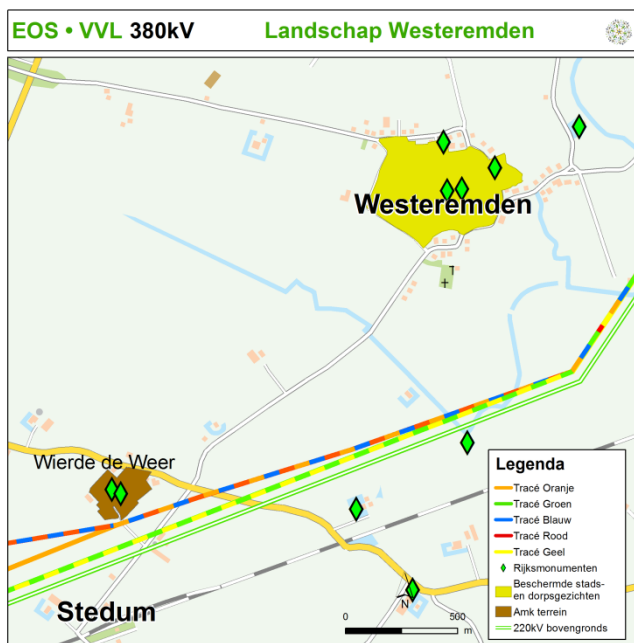 EOS • VVL 380kV Landschap Westeremden
Westeremden
Wierde de Weer
Stedum
Legenda
Tracé Oranje
Tracé Groen
Tracé Blauw
Tracé Rood
Tracé Geel
Rijksmonumenten
Beschermde stads-
en dorpsgezichten
Amk terrein
220kV bovengronds
N
0 500
m